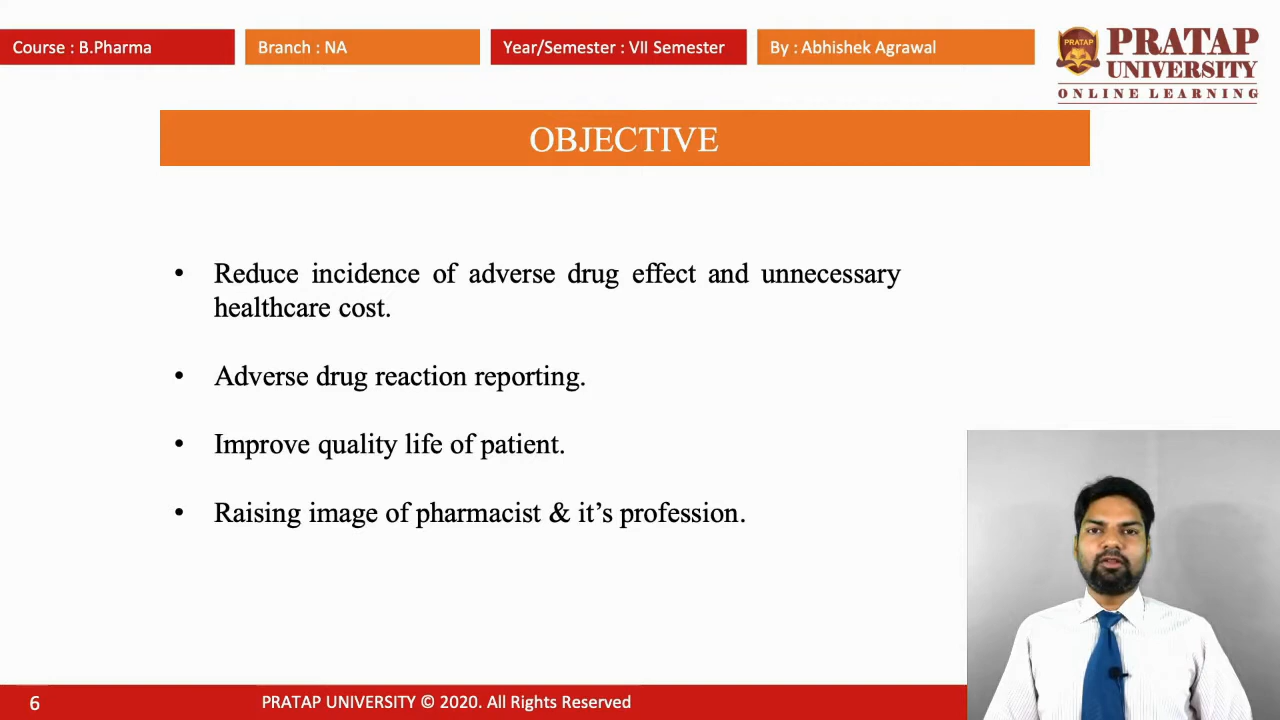 Course : B.Pharma
Branch : NA
Year/Semester : VII Semester
By : Abhishek Agrawal
PRATAP
PRATAP
UNIVERSITY
ONLINE LEARNING
OBJECTIVE
• Reduce incidence of adverse drug effect and unnecessary
healthcare cost.
• Adverse drug reaction reporting.
• Improve quality life of patient.
• Raising image of pharmacist & it’s profession.
6
PRATAP UNIVERSITY © 2020. All Rights Reserved